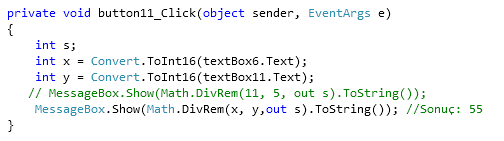 private void button11_Click(object sender, EventArgs e)
{
    int s;
    int x = Convert.ToInt16(textBox6.Text);
    int y = Convert.ToInt16(textBox11.Text);
   // MessageBox.Show(Math.DivRem(11, 5, out s).ToString());
    MessageBox.Show(Math.DivRem(x, y,out s).ToString()); //Sonuç: 55
}